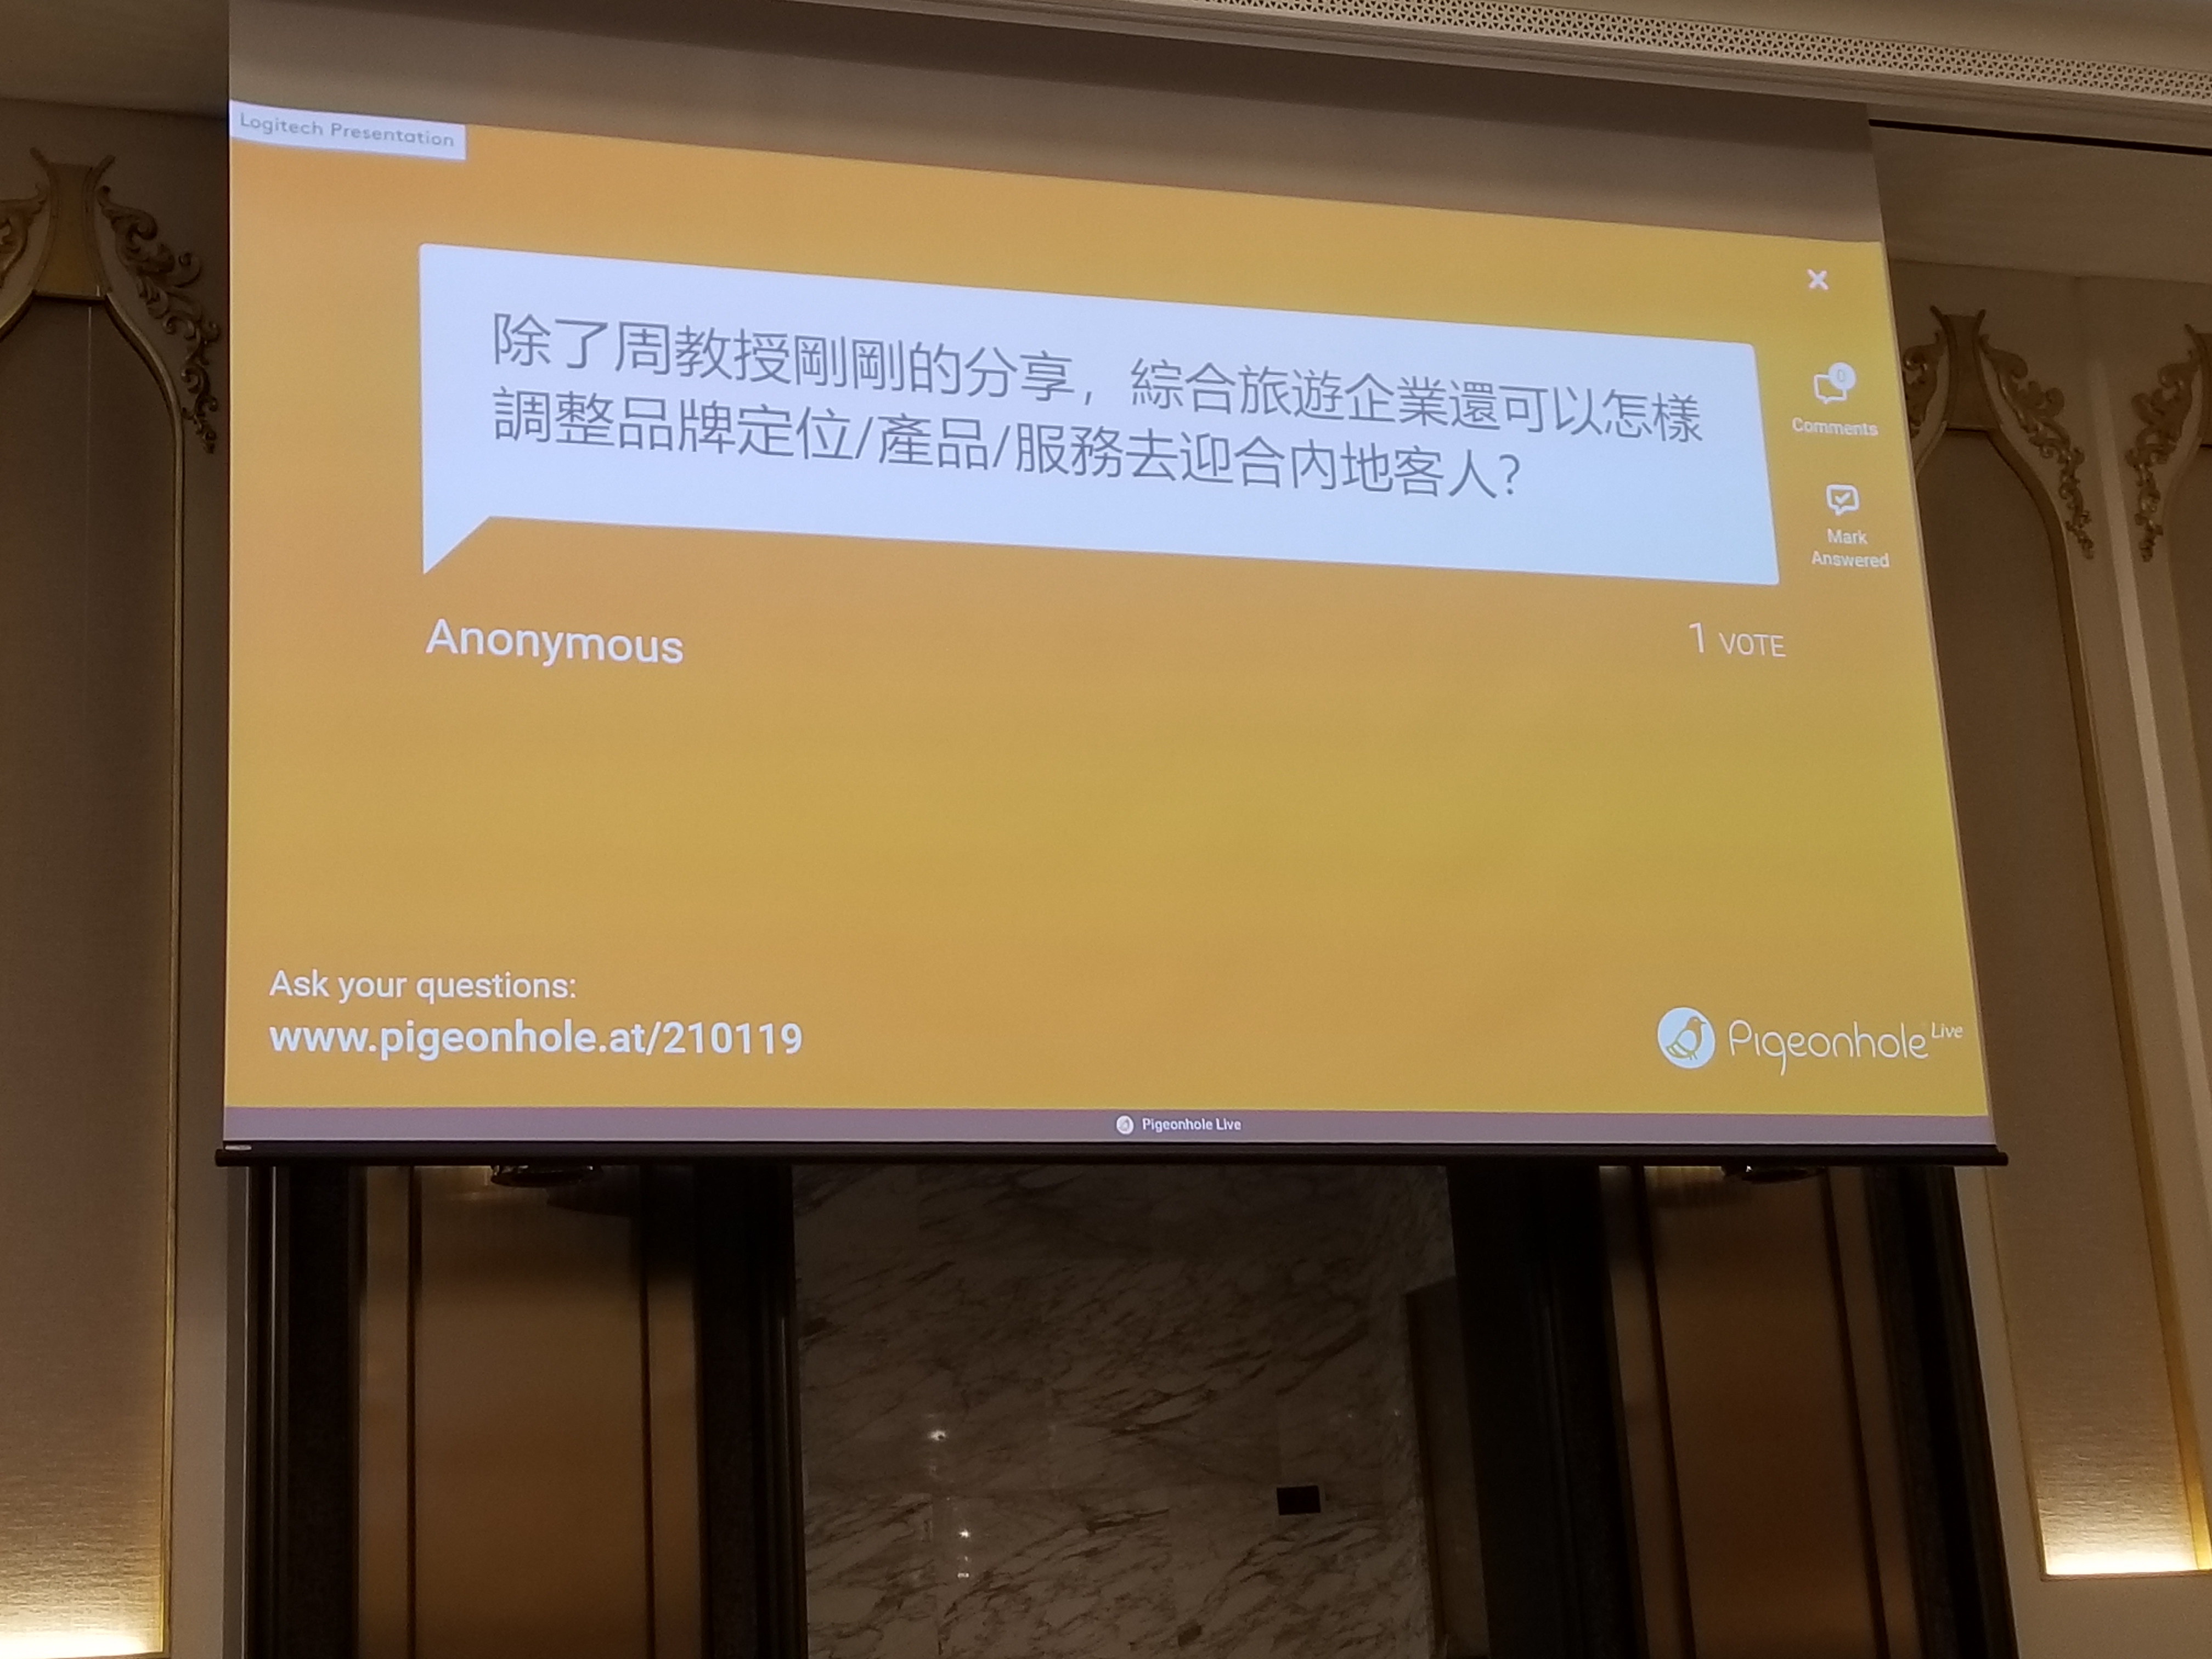 Logitech Presentation
除了周教授剛剛的分享，綜合旅遊企業還可以怎樣
調整品牌定位/產品/服務去迎合內地客人？
0
Comments
Mark
Answered
Anonymous
1 VOTE
Ask your questions:
www.pigeonhole.at/210119
Pigeonhole Live
Pigeonhole Live